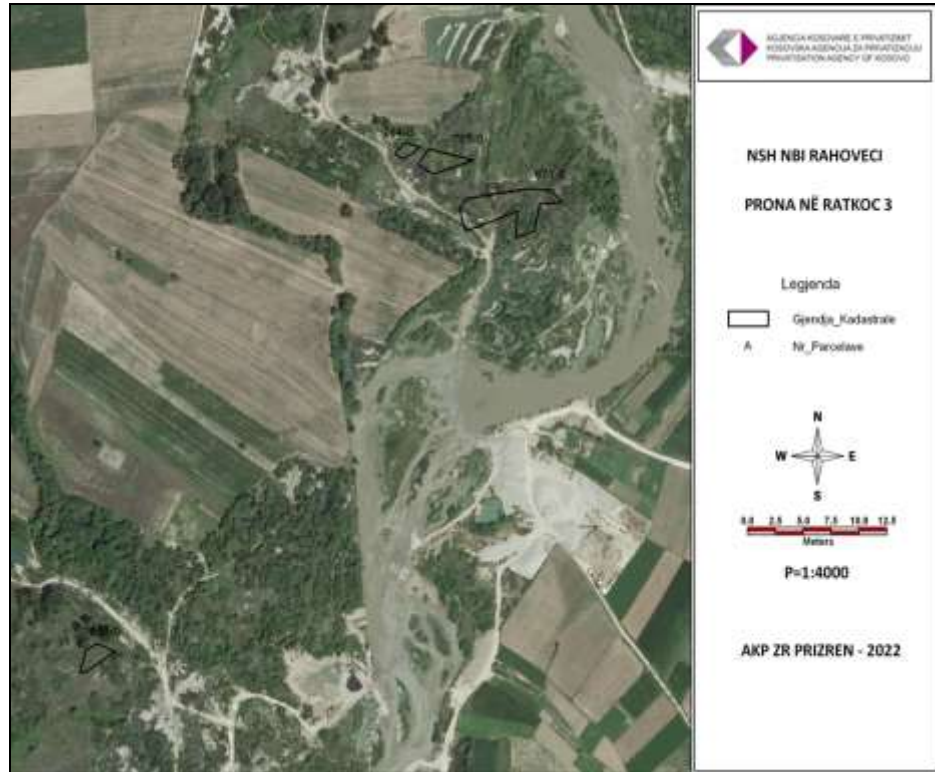 AGJENCIA KOSOVARE E PRIVATIZIMIT
KOSOVSKA AGENCIJA ZA PRIVATIZACIJU
PRIVATISATION AGENCY OF KOSOVO
NSH NBI RAHOVECI
PRONA NË RATKOC 3
Legjenda
Gjendja_Kadastrale
A Nr_Parcelave
N
W E
S
0.0 2.5 5.0 7.5 10.0 12.5
Meters
P=1:4000
AKP ZR PRIZREN - 2022